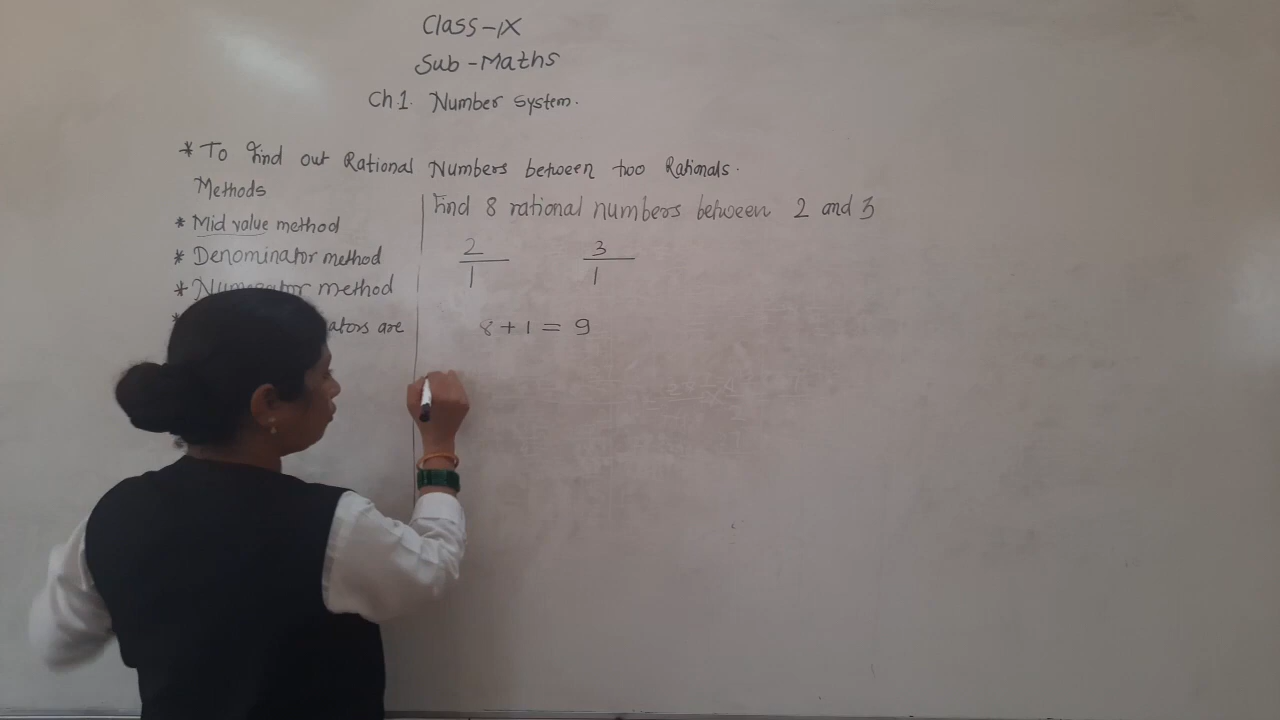 Class-IX
Sub-Maths
Ch.1. Number System.
* To find out Rational Numbers between two Rationals.
Methods
* Mid value method
* Denominator method
* Numerator method
ators are
Find 8 rational numbers between 2 and 3
2 3
1 1
8 + 1 = 9